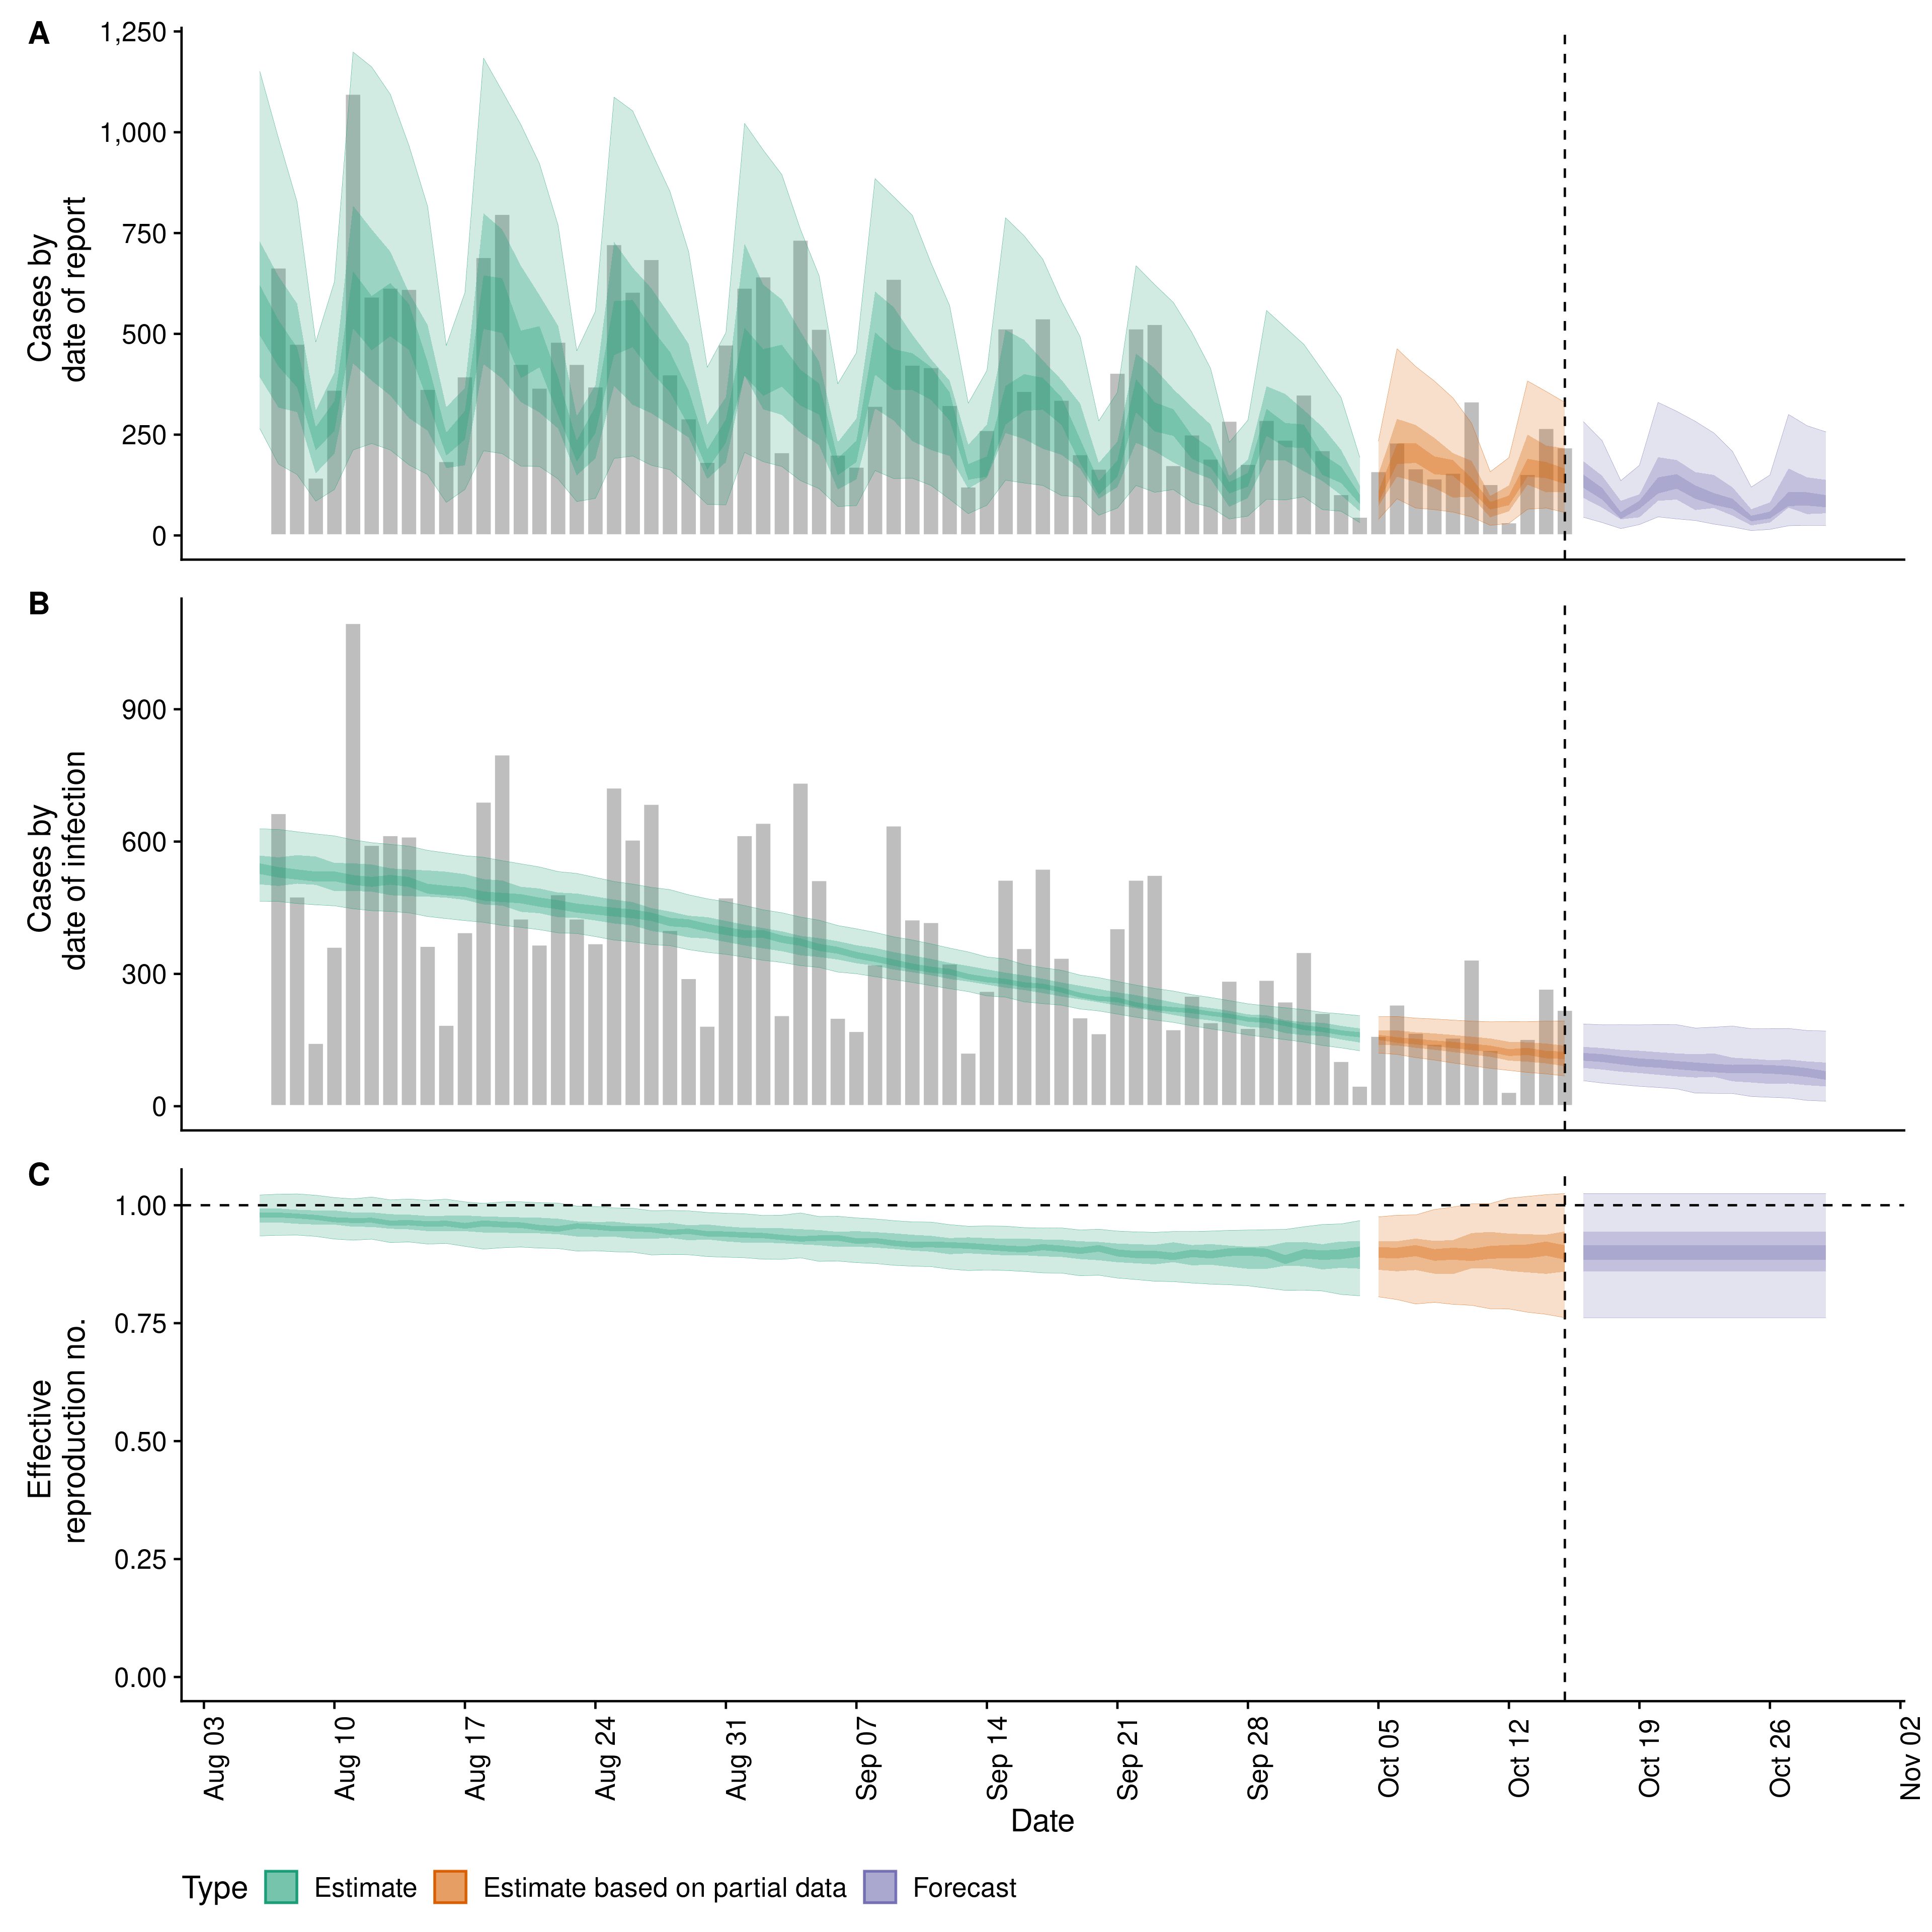 A
1,250
1,000
750
500
250
0
Cases by
date of report
B
900
600
300
0
Cases by
date of infection
C
1.00
0.75
0.50
0.25
0.00
Effective
reproduction no.
Aug 03
Aug 10
Aug 17
Aug 24
Aug 31
Sep 07
Sep 14
Sep 21
Sep 28
Oct 05
Oct 12
Oct 19
Oct 26
Nov 02
Date
Type Estimate Estimate based on partial data Forecast